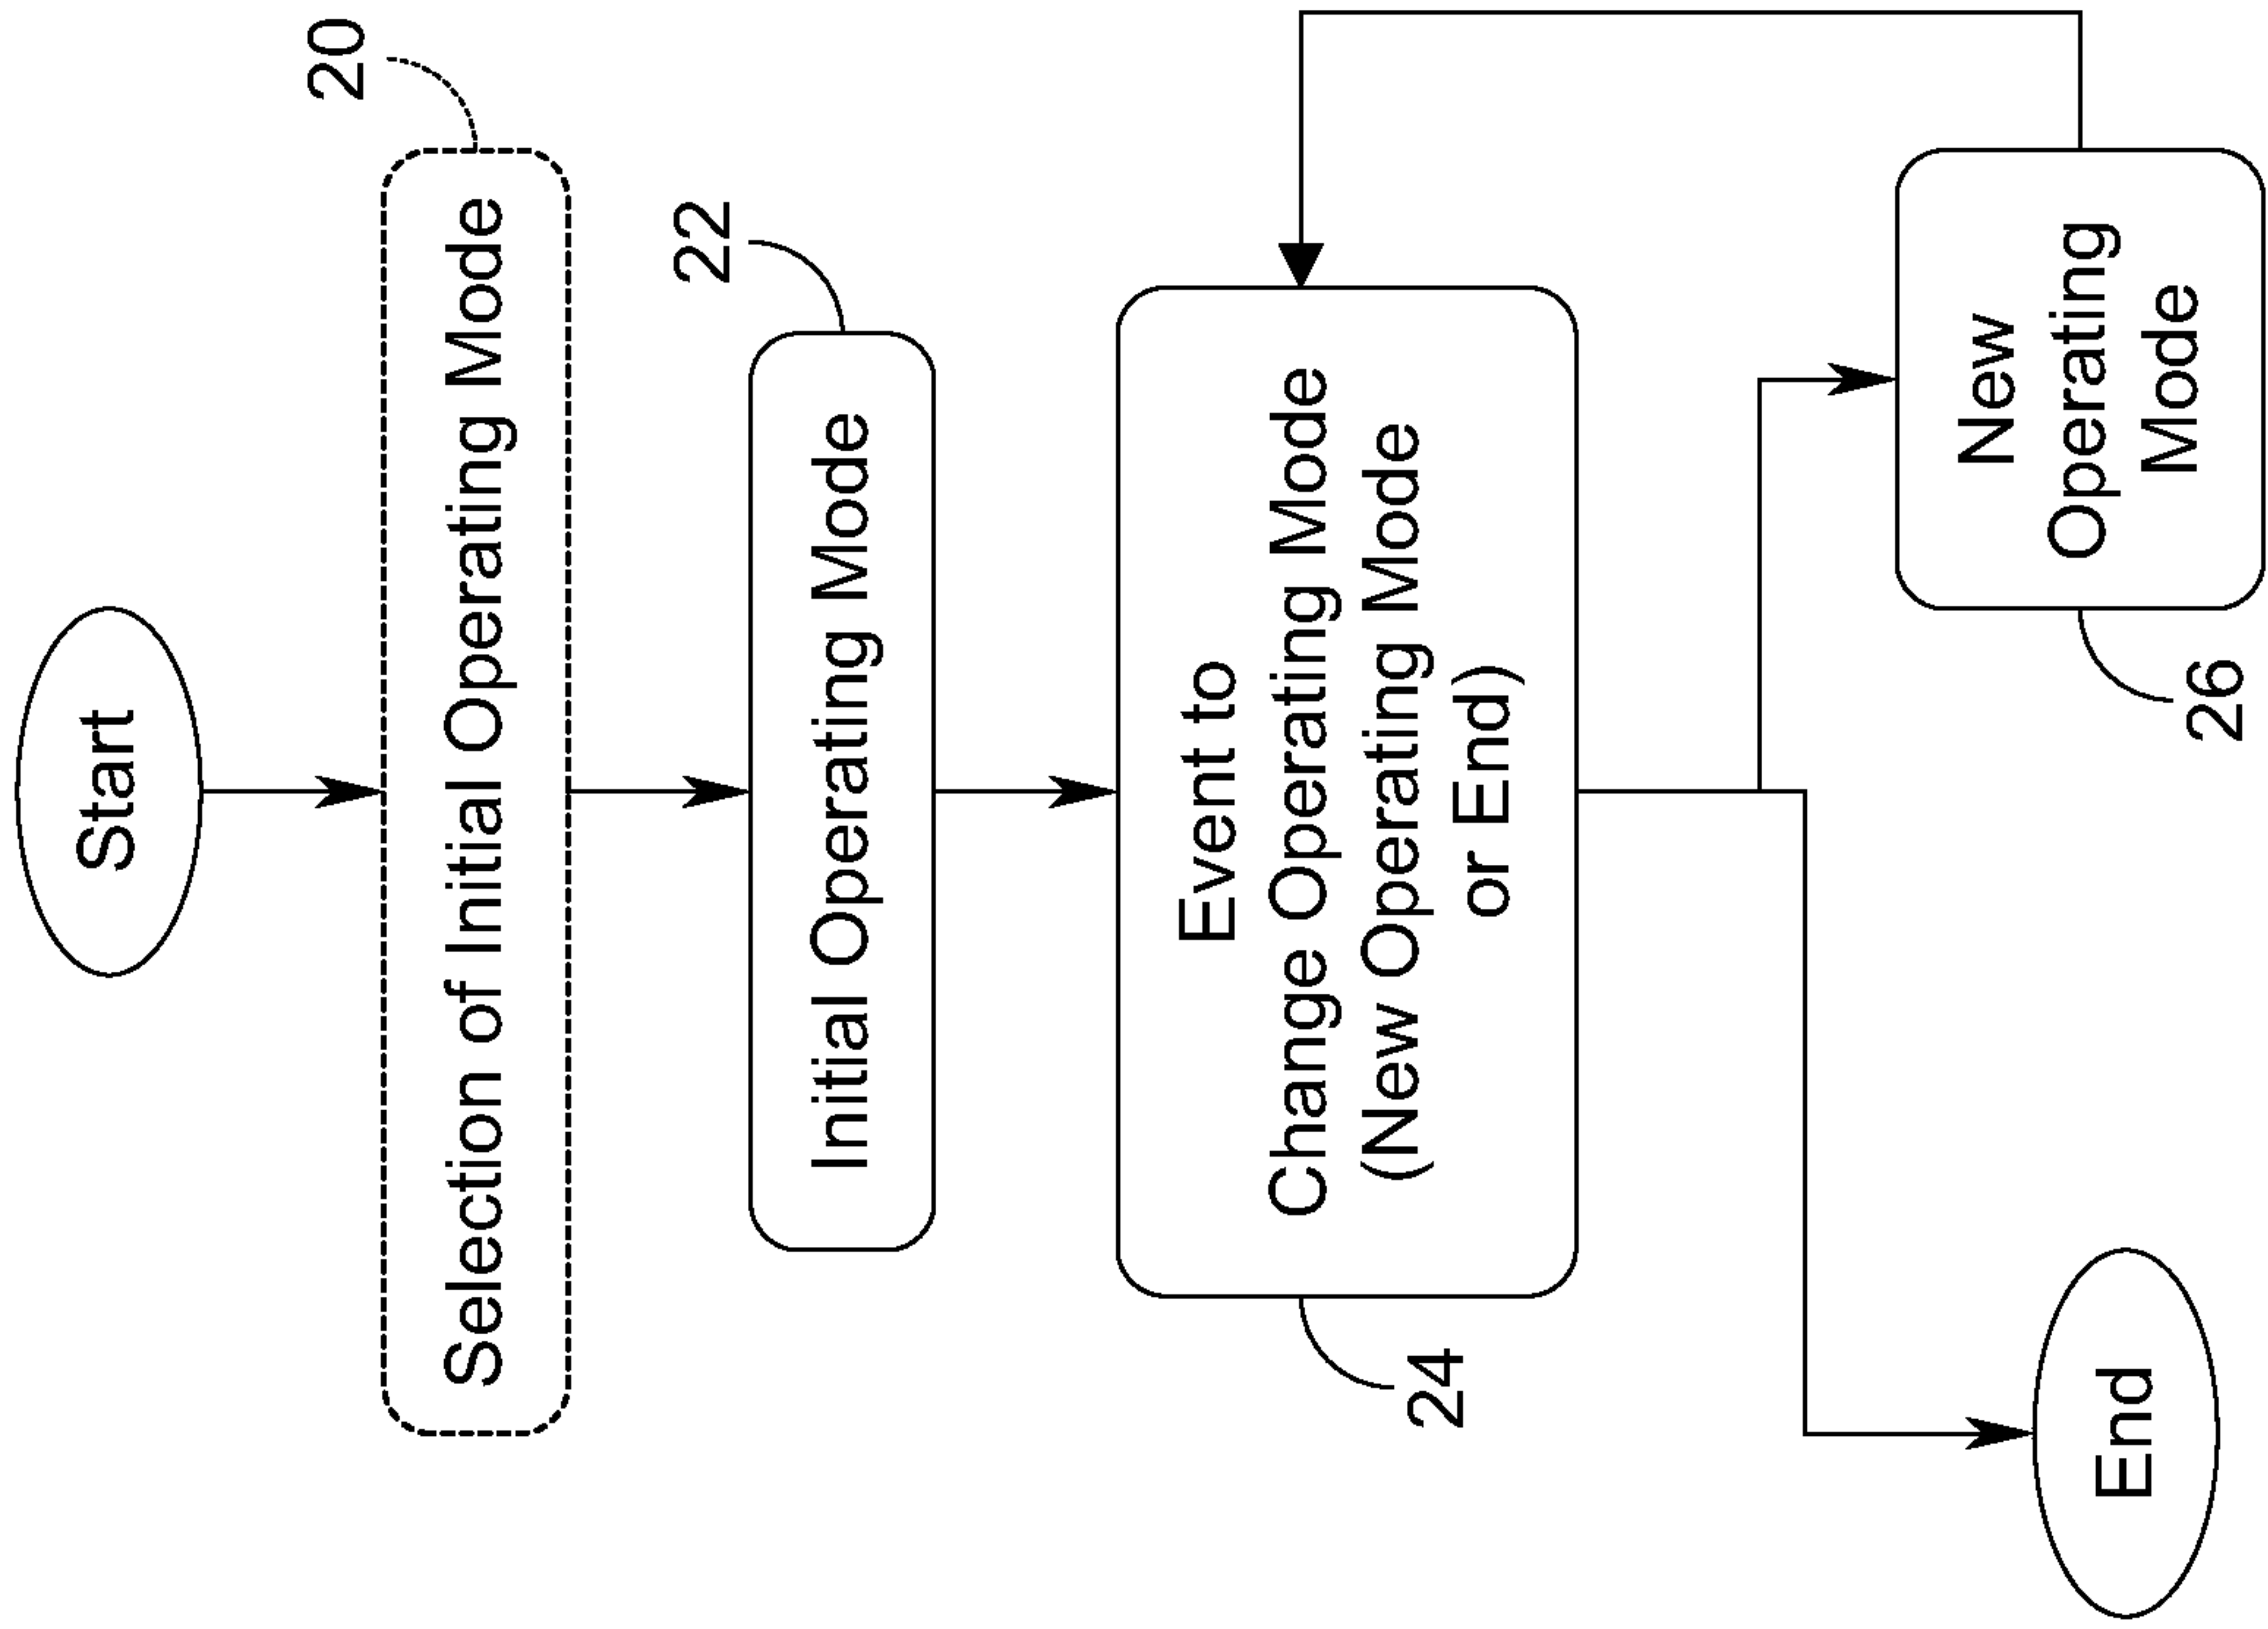 Start
20
Selection of Initial Operating Mode
22
Initial Operating Mode
Event to
Change Operating Mode
(New Operating Mode
or End)
24
New
Operating
Mode
26
End